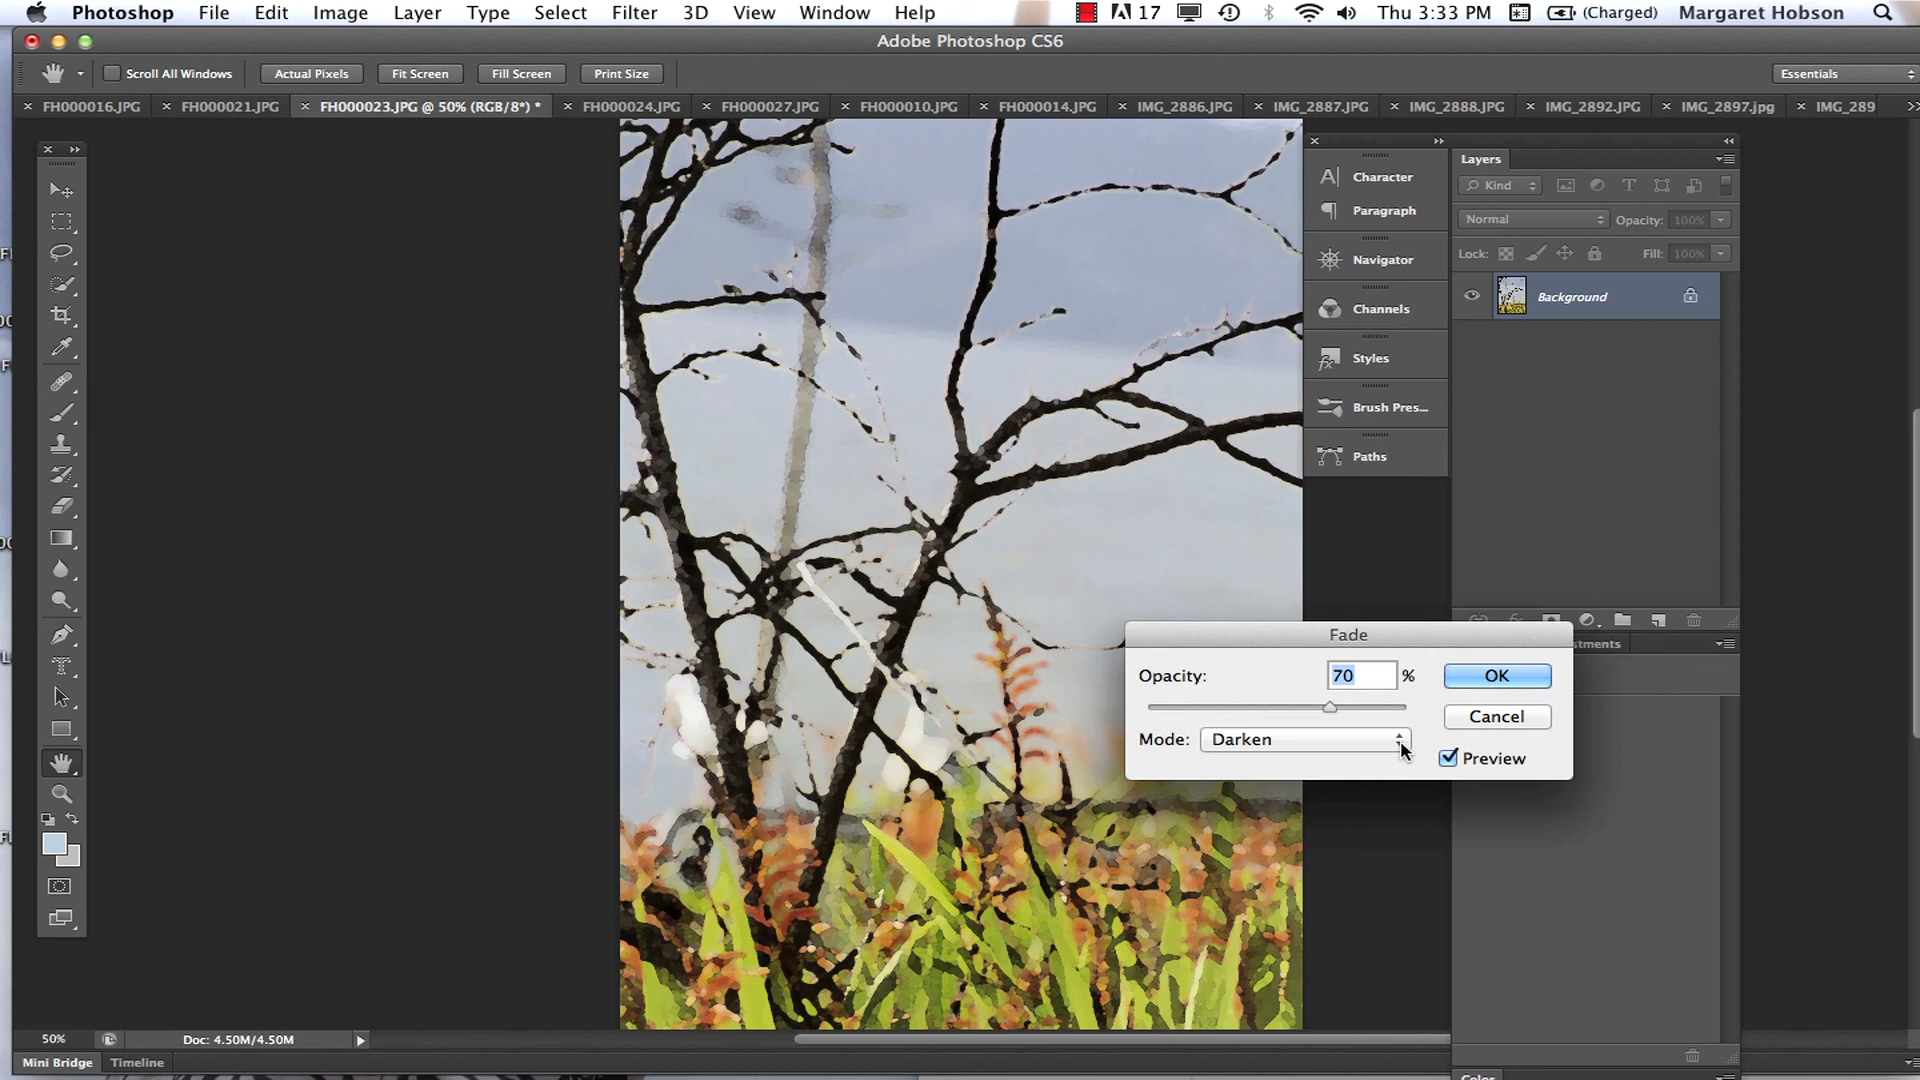 Photoshop File Edit Image Layer Type Select Filter 3D View Window Help 17 Thu 3:33 PM (Charged) Margaret Hobson
Adobe Photoshop CS6
Scroll All Windows Actual Pixels Fit Screen Fill Screen Print Size Essentials
× FH000016.JPG × FH000021.JPG × FH000023.JPG @ 50% (RGB/8*) * × FH000024.JPG × FH000027.JPG × FH000010.JPG × FH000014.JPG × IMG_2886.JPG × IMG_2887.JPG × IMG_2888.JPG × IMG_2892.JPG × IMG_2897.jpg × IMG_289
Layers
Character
Kind
Paragraph
Normal Opacity: 100%
Lock: Fill: 100%
Navigator
Background
Channels
Styles
Brush Pres...
Paths
Fade
stments
Opacity: 70 % OK
Cancel
Mode: Darken
Preview
50% Doc: 4.50M/4.50M
Mini Bridge Timeline
Color